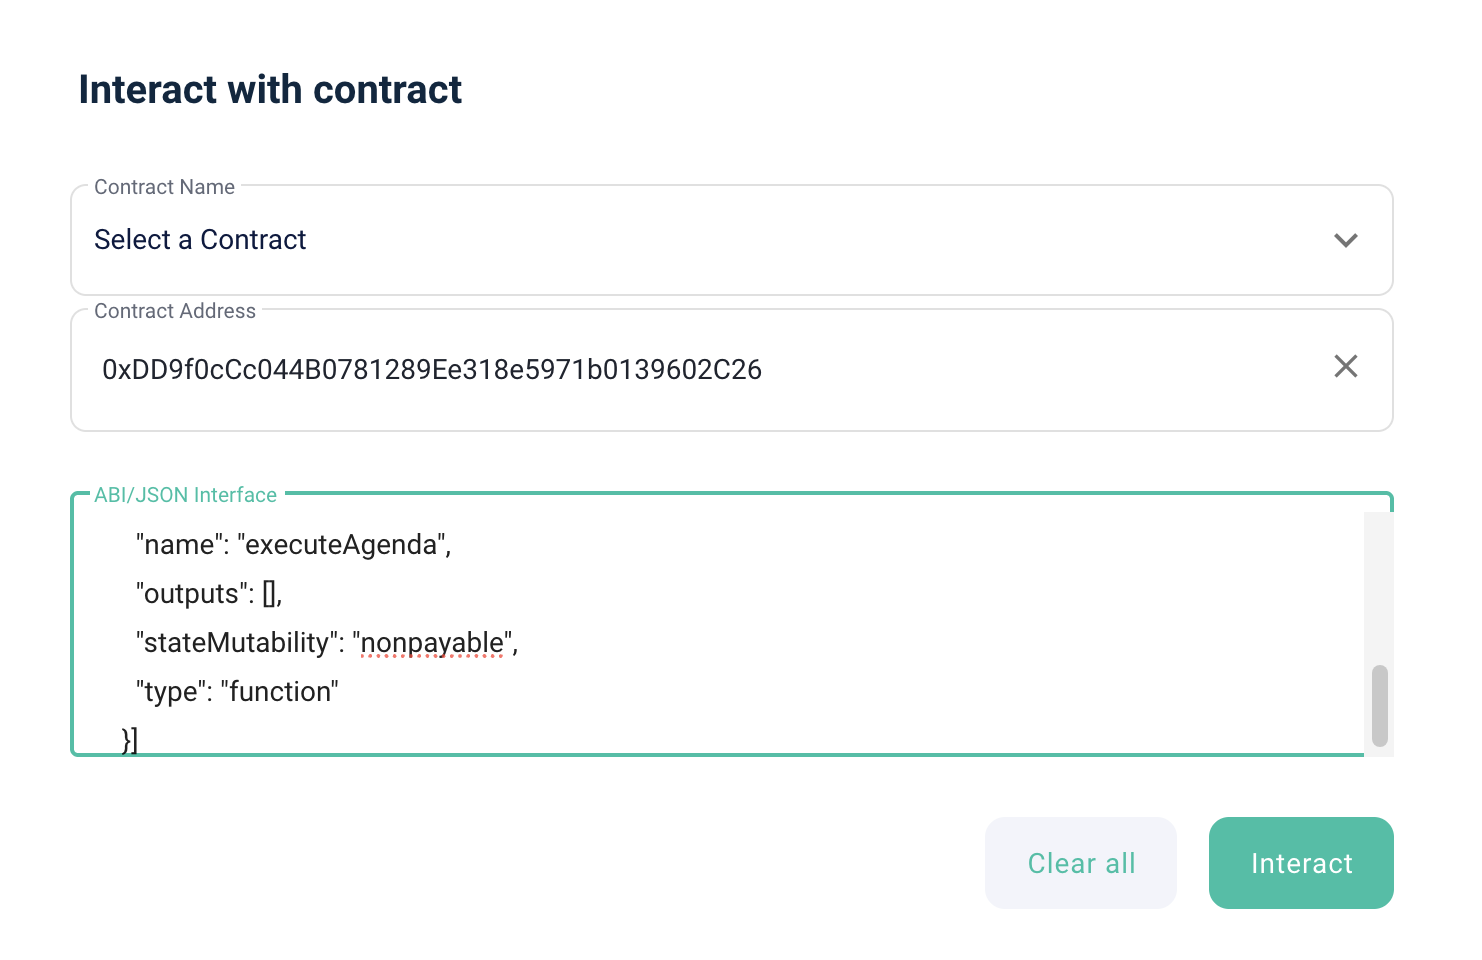 Interact with contract
Contract Name
Select a Contract
Contract Address
0xDD9f0cCc044B0781289Ee318e5971b0139602C26
ABI/JSON Interface
"name": "executeAgenda",
"outputs": [],
"stateMutability": "nonpayable",
"type": "function"
}]
Clear all
Interact